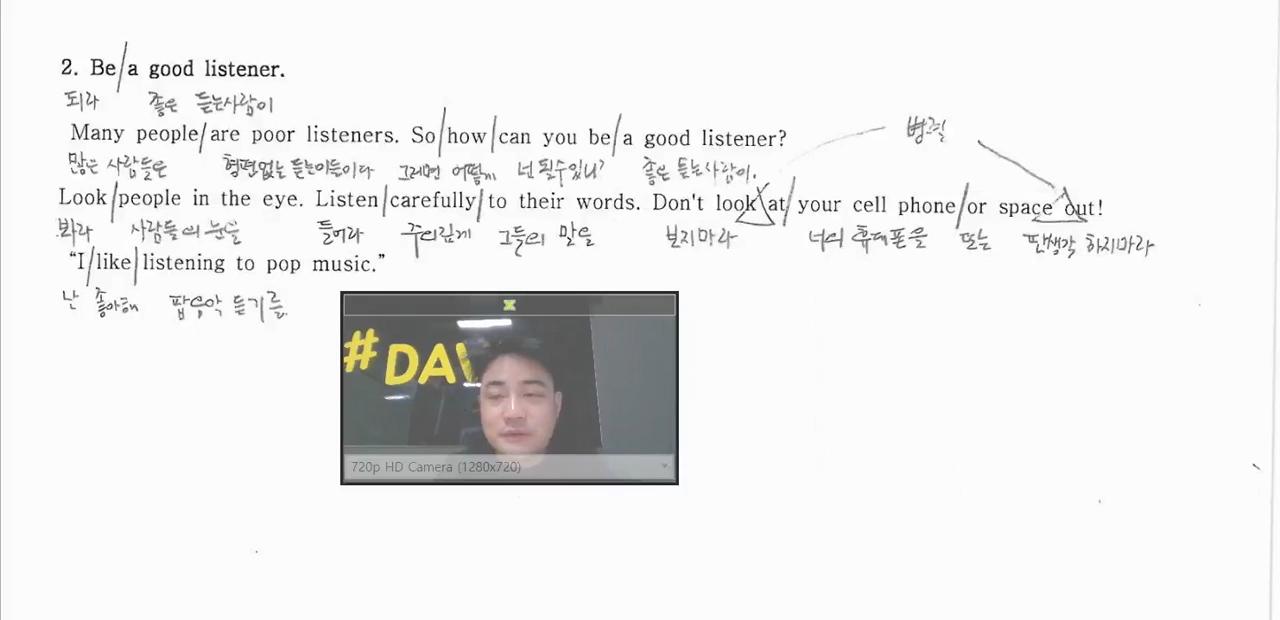 2. Be/a good listener.
되라 좋은 듣는사람이
Many people/are poor listeners. So/how/can you be/a good listener?
병렬
많은 사람들은 형편없는 듣는이들이다 그러면 어떻게 넌 될수있니? 좋은 듣는사람이.
Look/people in the eye. Listen/carefully/to their words. Don't look at/your cell phone/or space out!
봐라 사람들의 눈을 들어라 주의깊게 그들의 말을 보지마라 너의 휴대폰을 또는 딴생각 하지마라
“I/like/listening to pop music.”
난 좋아해 팝음악 듣기를
#DAV
720p HD Camera (1280x720)